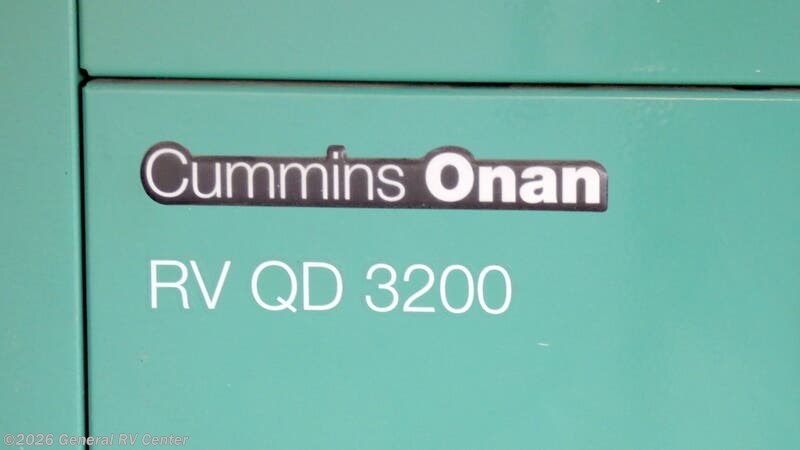 Cummins Onan
RV QD 3200
©2026 General RV Center